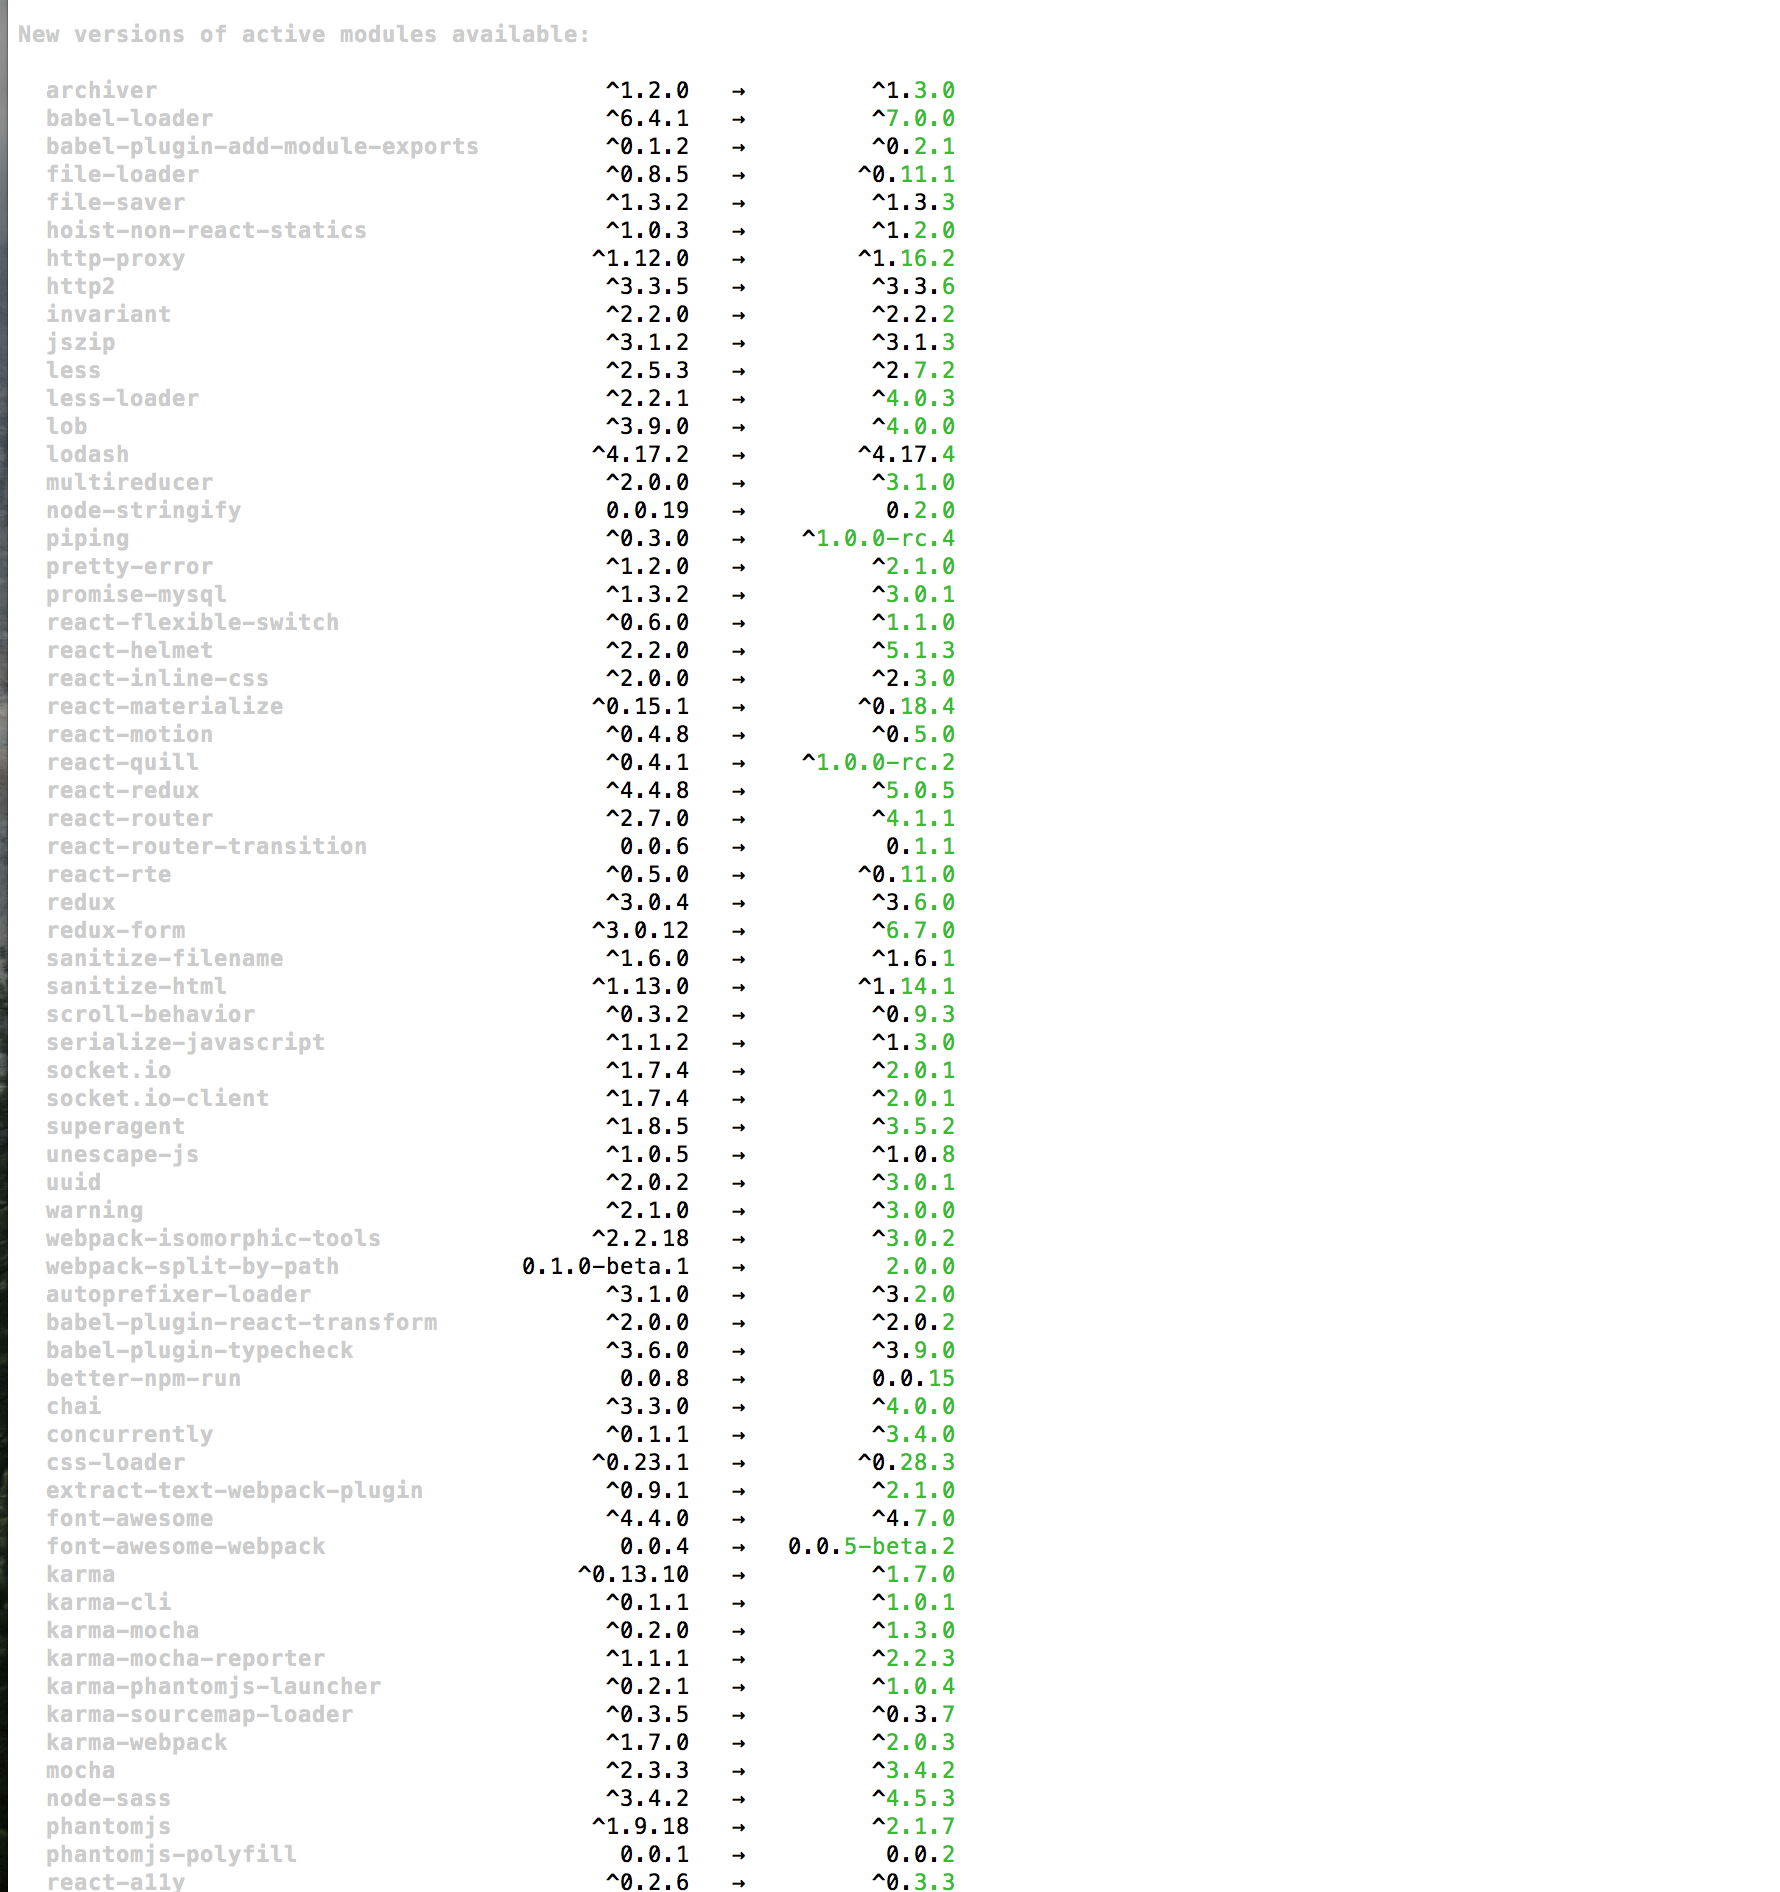 New versions of active modules available:
archiver ^1.2.0 → ^1.3.0
babel-loader ^6.4.1 → ^7.0.0
babel-plugin-add-module-exports ^0.1.2 → ^0.2.1
file-loader ^0.8.5 → ^0.11.1
file-saver ^1.3.2 → ^1.3.3
hoist-non-react-statics ^1.0.3 → ^1.2.0
http-proxy ^1.12.0 → ^1.16.2
http2 ^3.3.5 → ^3.3.6
invariant ^2.2.0 → ^2.2.2
jszip ^3.1.2 → ^3.1.3
less ^2.5.3 → ^2.7.2
less-loader ^2.2.1 → ^4.0.3
lob ^3.9.0 → ^4.0.0
lodash ^4.17.2 → ^4.17.4
multireducer ^2.0.0 → ^3.1.0
node-stringify 0.0.19 → 0.2.0
piping ^0.3.0 → ^1.0.0-rc.4
pretty-error ^1.2.0 → ^2.1.0
promise-mysql ^1.3.2 → ^3.0.1
react-flexible-switch ^0.6.0 → ^1.1.0
react-helmet ^2.2.0 → ^5.1.3
react-inline-css ^2.0.0 → ^2.3.0
react-materialize ^0.15.1 → ^0.18.4
react-motion ^0.4.8 → ^0.5.0
react-quill ^0.4.1 → ^1.0.0-rc.2
react-redux ^4.4.8 → ^5.0.5
react-router ^2.7.0 → ^4.1.1
react-router-transition 0.0.6 → 0.1.1
react-rte ^0.5.0 → ^0.11.0
redux ^3.0.4 → ^3.6.0
redux-form ^3.0.12 → ^6.7.0
sanitize-filename ^1.6.0 → ^1.6.1
sanitize-html ^1.13.0 → ^1.14.1
scroll-behavior ^0.3.2 → ^0.9.3
serialize-javascript ^1.1.2 → ^1.3.0
socket.io ^1.7.4 → ^2.0.1
socket.io-client ^1.7.4 → ^2.0.1
superagent ^1.8.5 → ^3.5.2
unescape-js ^1.0.5 → ^1.0.8
uuid ^2.0.2 → ^3.0.1
warning ^2.1.0 → ^3.0.0
webpack-isomorphic-tools ^2.2.18 → ^3.0.2
webpack-split-by-path 0.1.0-beta.1 → 2.0.0
autoprefixer-loader ^3.1.0 → ^3.2.0
babel-plugin-react-transform ^2.0.0 → ^2.0.2
babel-plugin-typecheck ^3.6.0 → ^3.9.0
better-npm-run 0.0.8 → 0.0.15
chai ^3.3.0 → ^4.0.0
concurrently ^0.1.1 → ^3.4.0
css-loader ^0.23.1 → ^0.28.3
extract-text-webpack-plugin ^0.9.1 → ^2.1.0
font-awesome ^4.4.0 → ^4.7.0
font-awesome-webpack 0.0.4 → 0.0.5-beta.2
karma ^0.13.10 → ^1.7.0
karma-cli ^0.1.1 → ^1.0.1
karma-mocha ^0.2.0 → ^1.3.0
karma-mocha-reporter ^1.1.1 → ^2.2.3
karma-phantomjs-launcher ^0.2.1 → ^1.0.4
karma-sourcemap-loader ^0.3.5 → ^0.3.7
karma-webpack ^1.7.0 → ^2.0.3
mocha ^2.3.3 → ^3.4.2
node-sass ^3.4.2 → ^4.5.3
phantomjs ^1.9.18 → ^2.1.7
phantomjs-polyfill 0.0.1 → 0.0.2
react-a11y ^0.2.6 → ^0.3.3